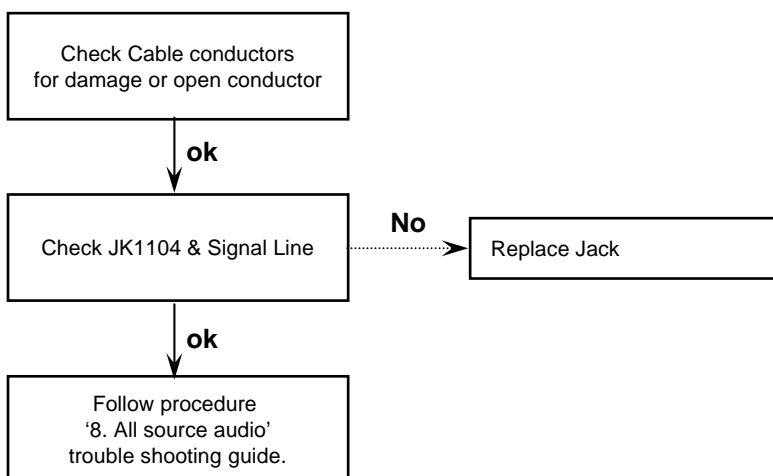 Check Cable conductors
for damage or open conductor
ok
Check JK1104 & Signal Line
No
Replace Jack
ok
Follow procedure
‘8. All source audio’
trouble shooting guide.